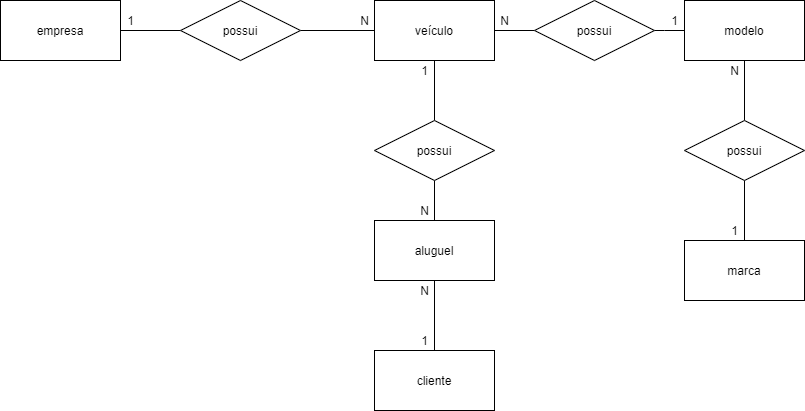 empresa 1 possui N veículo N possui 1 modelo
1 N
possui possui
N 1
aluguel marca
N
1
cliente